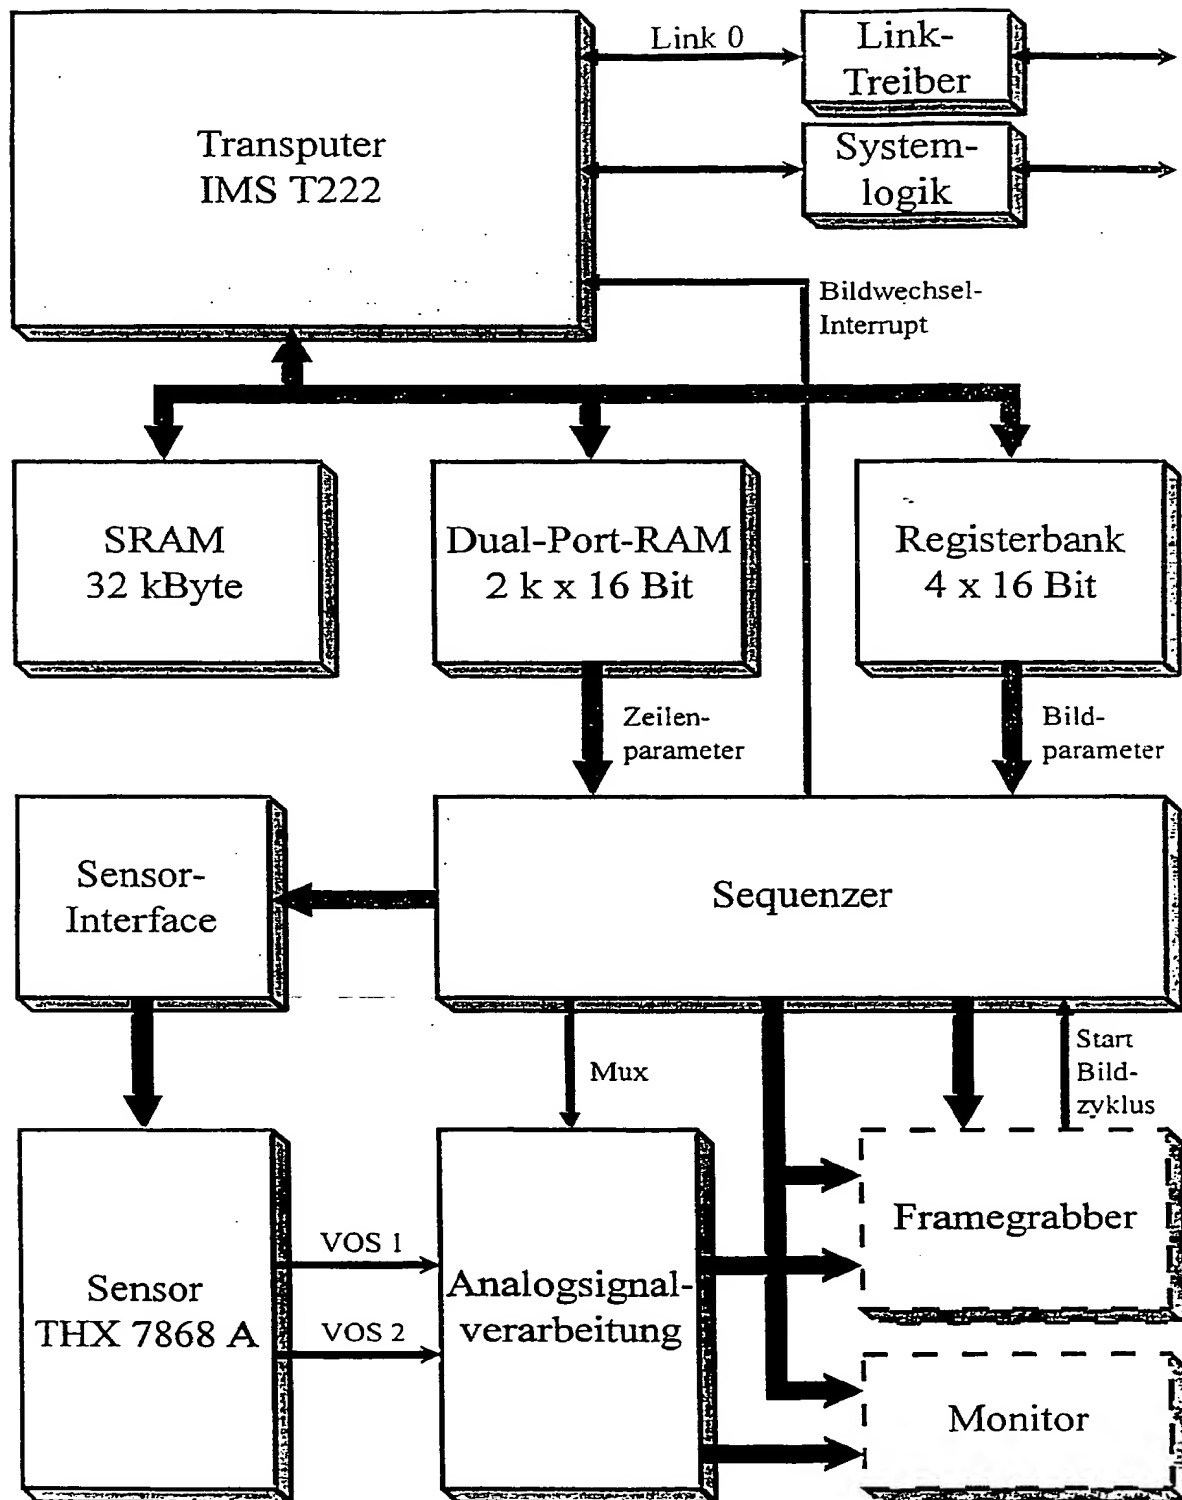 Link 0
Link-
Treiber
Transputer
IMS T222
System-
logik
Bildwechsel-
Interrupt
SRAM
32 kByte
Dual-Port-RAM
2 k x 16 Bit
Registerbank
4 x 16 Bit
Zeilen-
parameter
Bild-
parameter
Sensor-
Interface
Sequenzer
Mux
Start
Bild-
zyklus
Sensor
THX 7868 A
VOS 1
VOS 2
Analogsignal-
verarbeitung
Framegrabber
Monitor